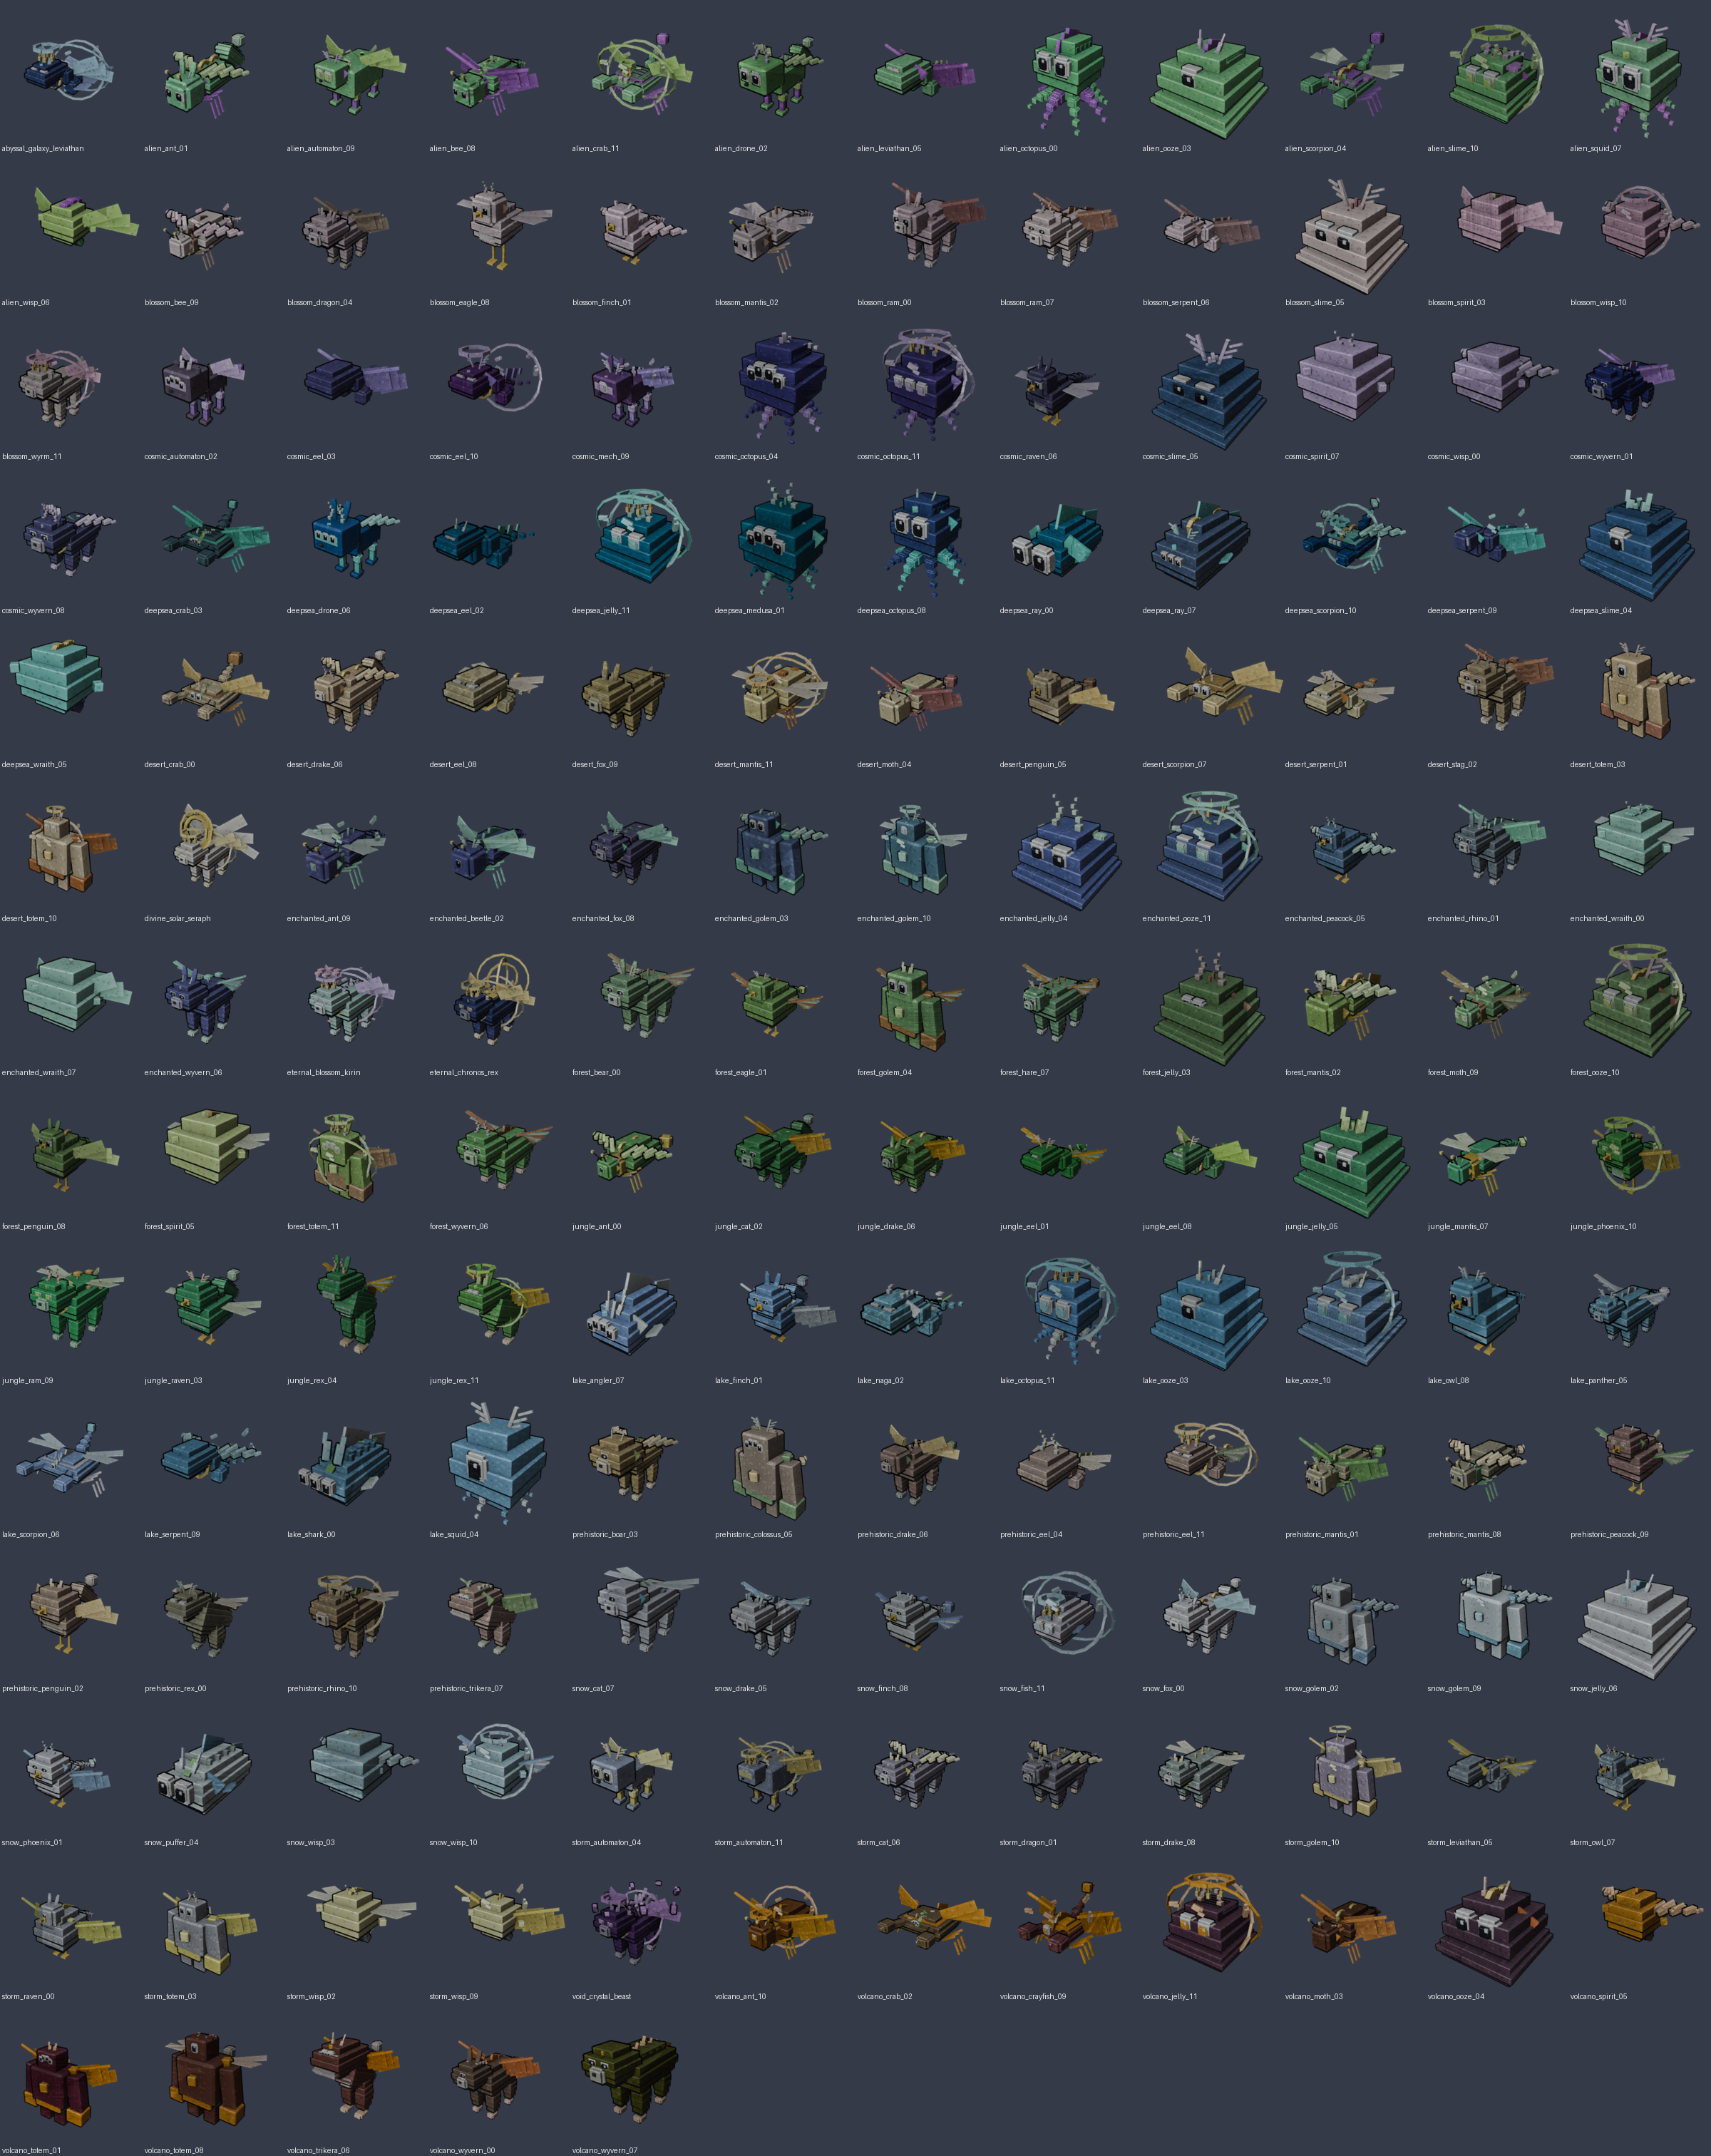 abyssal_galaxy_leviathan alien_ant_01 alien_automaton_09 alien_bee_08 alien_crab_11 alien_drone_02 alien_leviathan_05 alien_octopus_00 alien_ooze_03 alien_scorpion_04 alien_slime_10 alien_squid_07
alien_wisp_06 blossom_bee_09 blossom_dragon_04 blossom_eagle_08 blossom_finch_01 blossom_mantis_02 blossom_ram_00 blossom_ram_07 blossom_serpent_06 blossom_slime_05 blossom_spirit_03 blossom_wisp_10
blossom_wyrm_11 cosmic_automaton_02 cosmic_eel_03 cosmic_eel_10 cosmic_mech_09 cosmic_octopus_04 cosmic_octopus_11 cosmic_raven_06 cosmic_slime_05 cosmic_spirit_07 cosmic_wisp_00 cosmic_wyvern_01
cosmic_wyvern_08 deepsea_crab_03 deepsea_drone_06 deepsea_eel_02 deepsea_jelly_11 deepsea_medusa_01 deepsea_octopus_08 deepsea_ray_00 deepsea_ray_07 deepsea_scorpion_10 deepsea_serpent_09 deepsea_slime_04
deepsea_wraith_05 desert_crab_00 desert_drake_06 desert_eel_08 desert_fox_09 desert_mantis_11 desert_moth_04 desert_penguin_05 desert_scorpion_07 desert_serpent_01 desert_stag_02 desert_totem_03
desert_totem_10 divine_solar_seraph enchanted_ant_09 enchanted_beetle_02 enchanted_fox_08 enchanted_golem_03 enchanted_golem_10 enchanted_jelly_04 enchanted_ooze_11 enchanted_peacock_05 enchanted_rhino_01 enchanted_wraith_00
enchanted_wraith_07 enchanted_wyvern_06 eternal_blossom_kirin eternal_chronos_rex forest_bear_00 forest_eagle_01 forest_golem_04 forest_hare_07 forest_jelly_03 forest_mantis_02 forest_moth_09 forest_ooze_10
forest_penguin_08 forest_spirit_05 forest_totem_11 forest_wyvern_06 jungle_ant_00 jungle_cat_02 jungle_drake_06 jungle_eel_01 jungle_eel_08 jungle_jelly_05 jungle_mantis_07 jungle_phoenix_10
jungle_ram_09 jungle_raven_03 jungle_rex_04 jungle_rex_11 lake_angler_07 lake_finch_01 lake_naga_02 lake_octopus_11 lake_ooze_03 lake_ooze_10 lake_owl_08 lake_panther_05
lake_scorpion_06 lake_serpent_09 lake_shark_00 lake_squid_04 prehistoric_boar_03 prehistoric_colossus_05 prehistoric_drake_06 prehistoric_eel_04 prehistoric_eel_11 prehistoric_mantis_01 prehistoric_mantis_08 prehistoric_peacock_09
prehistoric_penguin_02 prehistoric_rex_00 prehistoric_rhino_10 prehistoric_trikera_07 snow_cat_07 snow_drake_05 snow_finch_08 snow_fish_11 snow_fox_00 snow_golem_02 snow_golem_09 snow_jelly_06
snow_phoenix_01 snow_puffer_04 snow_wisp_03 snow_wisp_10 storm_automaton_04 storm_automaton_11 storm_cat_06 storm_dragon_01 storm_drake_08 storm_golem_10 storm_leviathan_05 storm_owl_07
storm_raven_00 storm_totem_03 storm_wisp_02 storm_wisp_09 void_crystal_beast volcano_ant_10 volcano_crab_02 volcano_crayfish_09 volcano_jelly_11 volcano_moth_03 volcano_ooze_04 volcano_spirit_05
volcano_totem_01 volcano_totem_08 volcano_trikera_06 volcano_wyvern_00 volcano_wyvern_07